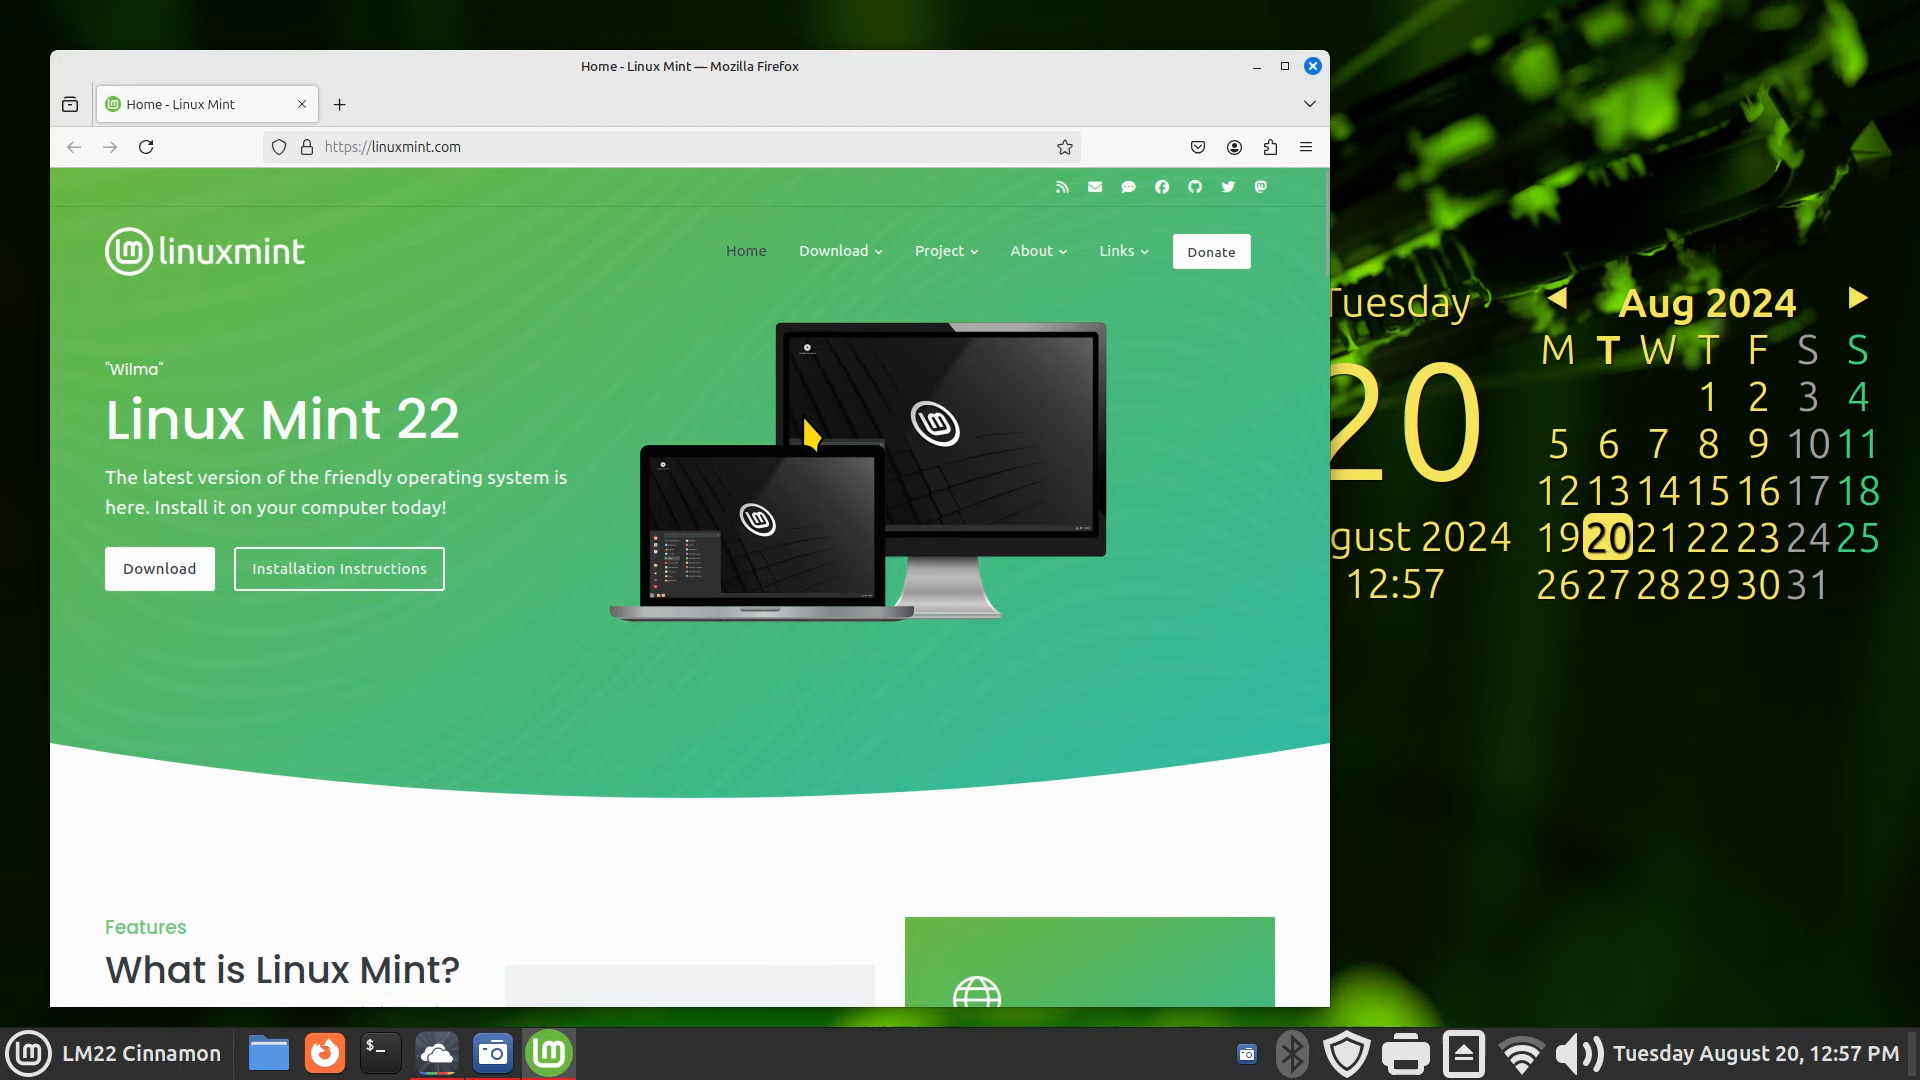 Home - Linux Mint — Mozilla Firefox
Home - Linux Mint
https://linuxmint.com
linuxmint
Home
Download
Project
About
Links
Donate
"Wilma"
Linux Mint 22
The latest version of the friendly operating system is
here. Install it on your computer today!
Download
Installation Instructions
Features
What is Linux Mint?
Tuesday
20
gust 2024
12:57
Aug 2024
M T W T F S S
1 2 3 4
5 6 7 8 9 10 11
12 13 14 15 16 17 18
19 20 21 22 23 24 25
26 27 28 29 30 31
LM22 Cinnamon
$_
Tuesday August 20, 12:57 PM